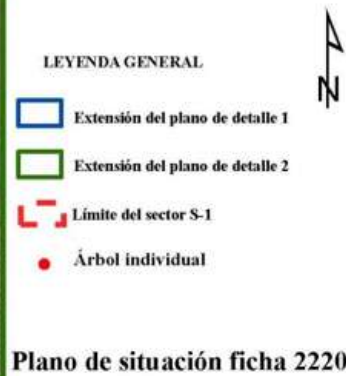 LEYENDA GENERAL
N
Extensión del plano de detalle 1
Extensión del plano de detalle 2
Límite del sector S-1
Árbol individual
Plano de situación ficha 2220